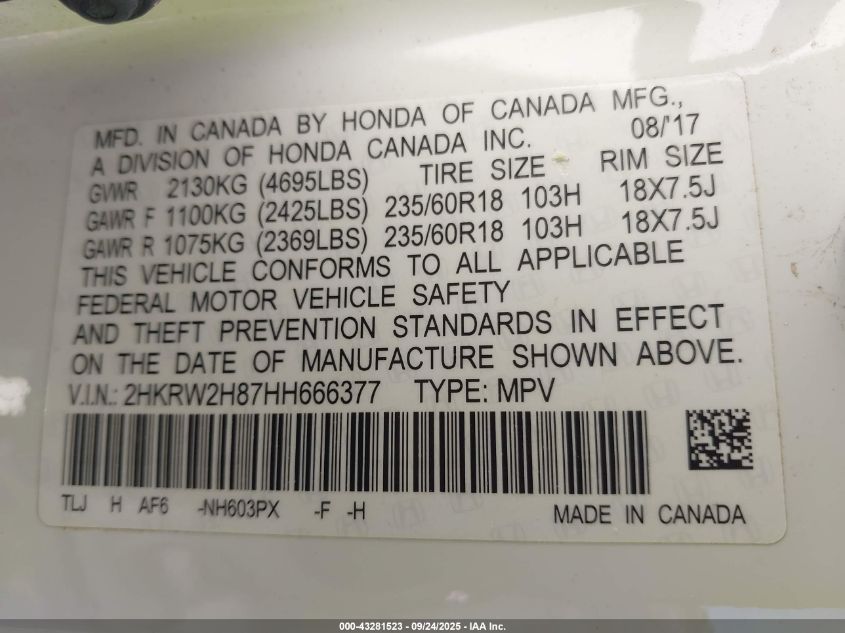 MFD. IN CANADA BY HONDA OF CANADA MFG.,
A DIVISION OF HONDA CANADA INC. 08/'17
GVWR 2130KG (4695LBS) TIRE SIZE RIM SIZE
GAWR F 1100KG (2425LBS) 235/60R18 103H 18X7.5J
GAWR R 1075KG (2369LBS) 235/60R18 103H 18X7.5J
THIS VEHICLE CONFORMS TO ALL APPLICABLE
FEDERAL MOTOR VEHICLE SAFETY
AND THEFT PREVENTION STANDARDS IN EFFECT
ON THE DATE OF MANUFACTURE SHOWN ABOVE.
V.I.N.: 2HKRW2H87HH666377 TYPE: MPV
TLJ H AF6 -NH603PX -F -H MADE IN CANADA
000-43281523 - 09/24/2025 - IAA Inc.